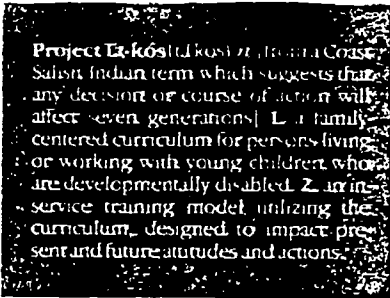 Project Ta-kós (ta'kos) n. [from a Coast
Salish Indian term which suggests that
any decision or course of action will
affect seven generations] 1. a family
centered curriculum for persons living
or working with young children who
are developmentally disabled. 2. an in-
service training model utilizing the
curriculum, designed to impact pre-
sent and future attitudes and actions.